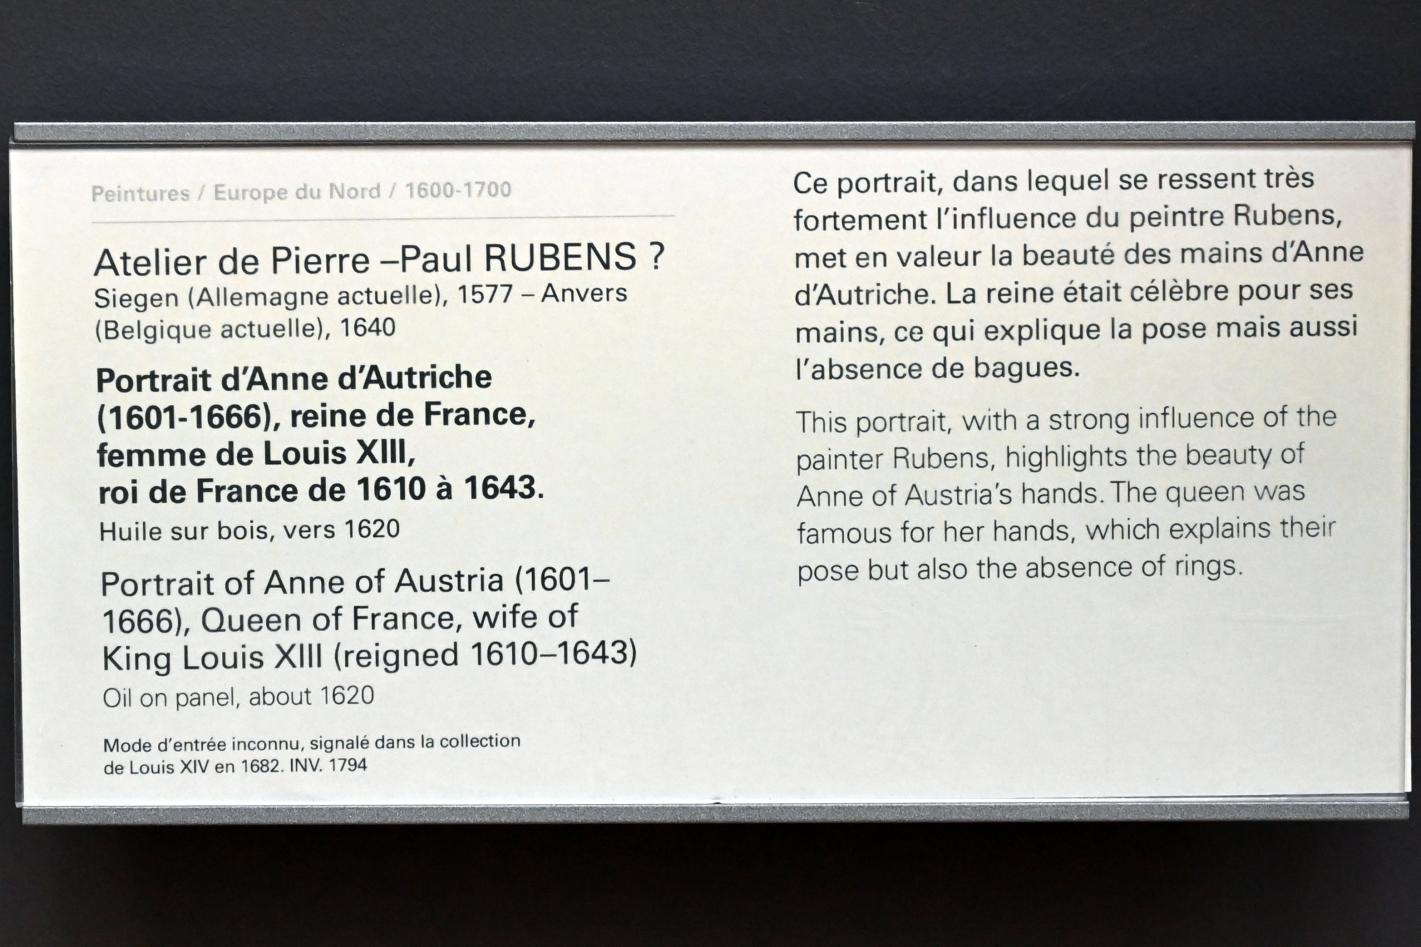 Peintures / Europe du Nord / 1600-1700
Atelier de Pierre –Paul RUBENS ?
Siegen (Allemagne actuelle), 1577 – Anvers
(Belgique actuelle), 1640
Portrait d'Anne d'Autriche
(1601-1666), reine de France,
femme de Louis XIII,
roi de France de 1610 à 1643.
Huile sur bois, vers 1620
Portrait of Anne of Austria (1601–
1666), Queen of France, wife of
King Louis XIII (reigned 1610–1643)
Oil on panel, about 1620
Mode d'entrée inconnu, signalé dans la collection
de Louis XIV en 1682. INV. 1794
Ce portrait, dans lequel se ressent très
fortement l'influence du peintre Rubens,
met en valeur la beauté des mains d'Anne
d'Autriche. La reine était célèbre pour ses
mains, ce qui explique la pose mais aussi
l'absence de bagues.
This portrait, with a strong influence of the
painter Rubens, highlights the beauty of
Anne of Austria's hands. The queen was
famous for her hands, which explains their
pose but also the absence of rings.